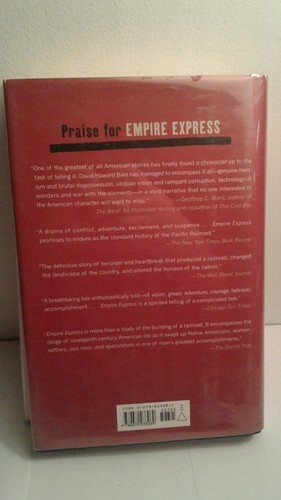 Praise for EMPIRE EXPRESS
"One of the greatest of all American stories has finally found a chronicler up to the
task of telling it. David Haward Bain has managed to encompass it all—genuine hero-
ism and brutal dispossession, utopian vision and rampant corruption, technological
wonders and war with the elements—in a vivid narrative that no one interested in
the American character will want to miss."
—Geoffrey C. Ward, author of
The West: An Illustrated History and coauthor of The Civil War
"A drama of conflict, adventure, excitement, and suspense . . . Empire Express
promises to endure as the standard history of the Pacific Railroad."
—The New York Times Book Review
"The definitive story of heroism and heartbreak that produced a railroad, changed
the landscape of the country, and altered the horizon of the nation."
—The Wall Street Journal
"A breathtaking tale enthusiastically told—of vision, greed, adventure, courage, betrayal,
accomplishment. . . . Empire Express is a spirited telling of a complicated tale."
—Chicago Sun-Times
"Empire Express is more than a study of the building of a railroad. It encompasses the
range of nineteenth century American life as it swept up Native Americans, women,
settlers, con men, and speculators in one of man's greatest accomplishments."
—The Denver Post
ISBN